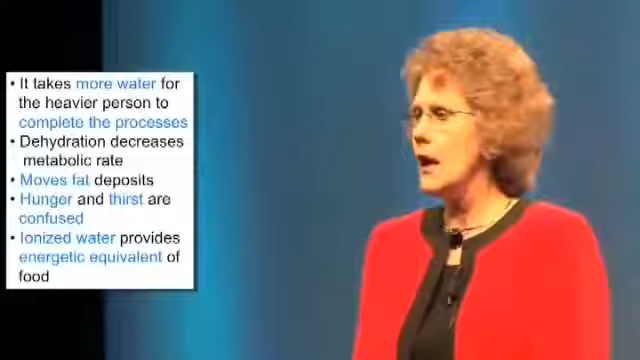 • It takes more water for
the heavier person to
complete the processes
• Dehydration decreases
metabolic rate
• Moves fat deposits
• Hunger and thirst are
confused
• Ionized water provides
energetic equivalent of
food